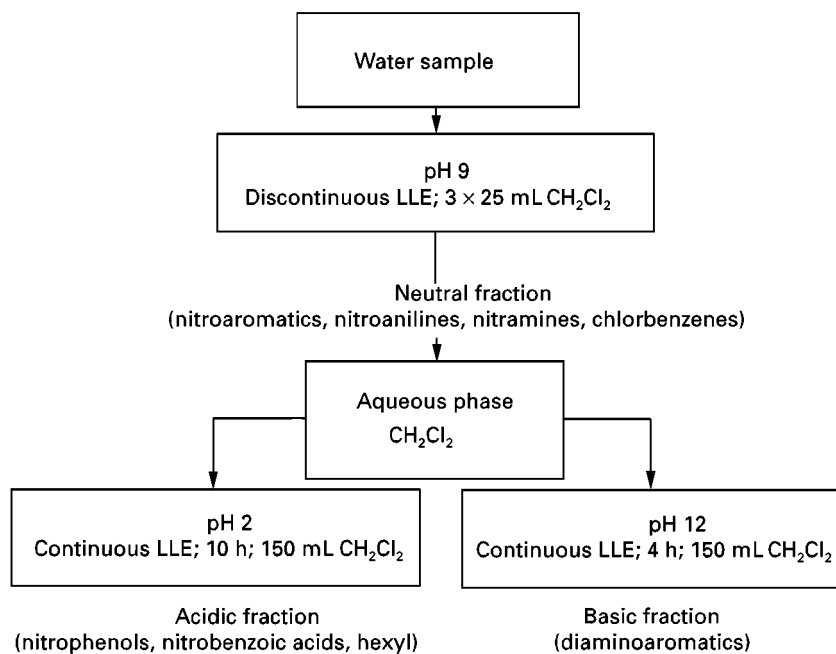 Water sample
pH 9
Discontinuous LLE; 3 × 25 mL CH₂Cl₂
Neutral fraction
(nitroaromatics, nitroanilines, nitramines, chlorbenzenes)
Aqueous phase
CH₂Cl₂
pH 2
Continuous LLE; 10 h; 150 mL CH₂Cl₂
pH 12
Continuous LLE; 4 h; 150 mL CH₂Cl₂
Acidic fraction
(nitrophenols, nitrobenzoic acids, hexyl)
Basic fraction
(diaminoaromatics)